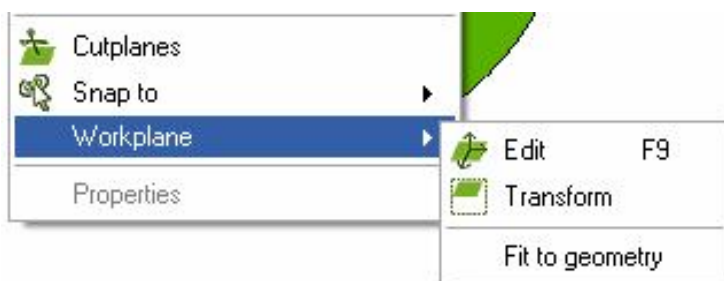 Cutplanes
Snap to
Workplane
Properties
Edit F9
Transform
Fit to geometry